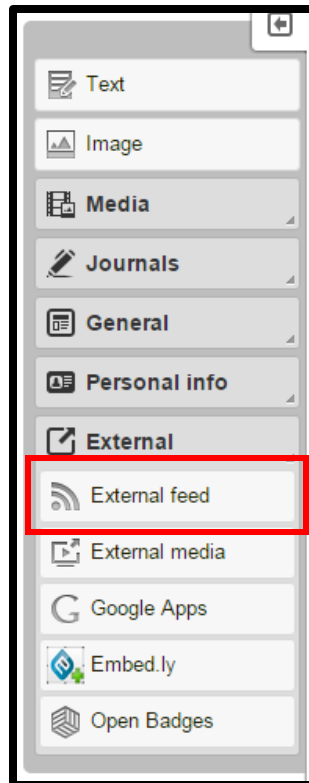 Text
Image
Media
Journals
General
Personal info
External
External feed
External media
Google Apps
Embed.ly
Open Badges